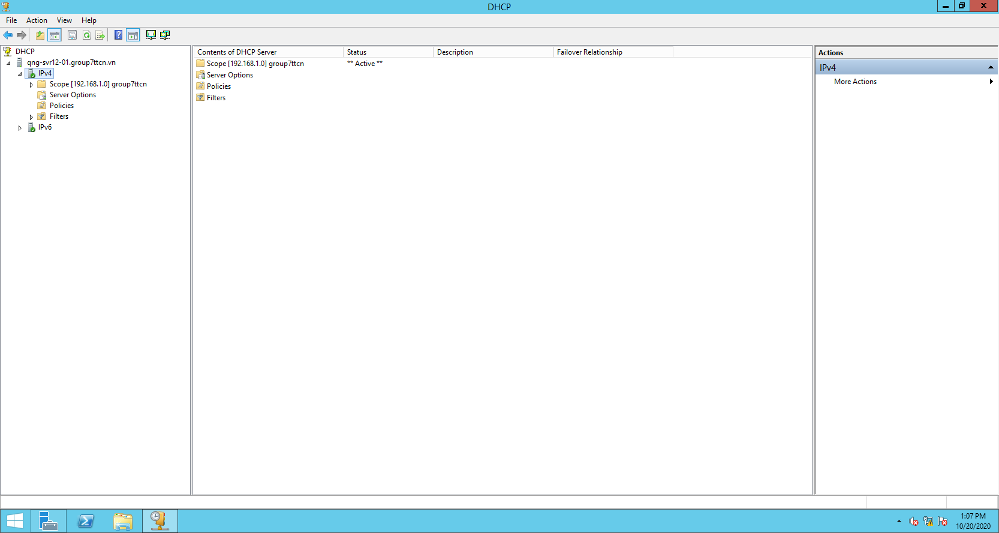 DHCP
File Action View Help
DHCP
qng-svr12-01.group7ttcn.vn
IPv4
Scope [192.168.1.0] group7ttcn
Server Options
Policies
Filters
IPv6
Contents of DHCP Server Status Description Failover Relationship
Scope [192.168.1.0] group7ttcn ** Active **
Server Options
Policies
Filters
Actions
IPv4
More Actions
1:07 PM
10/20/2020